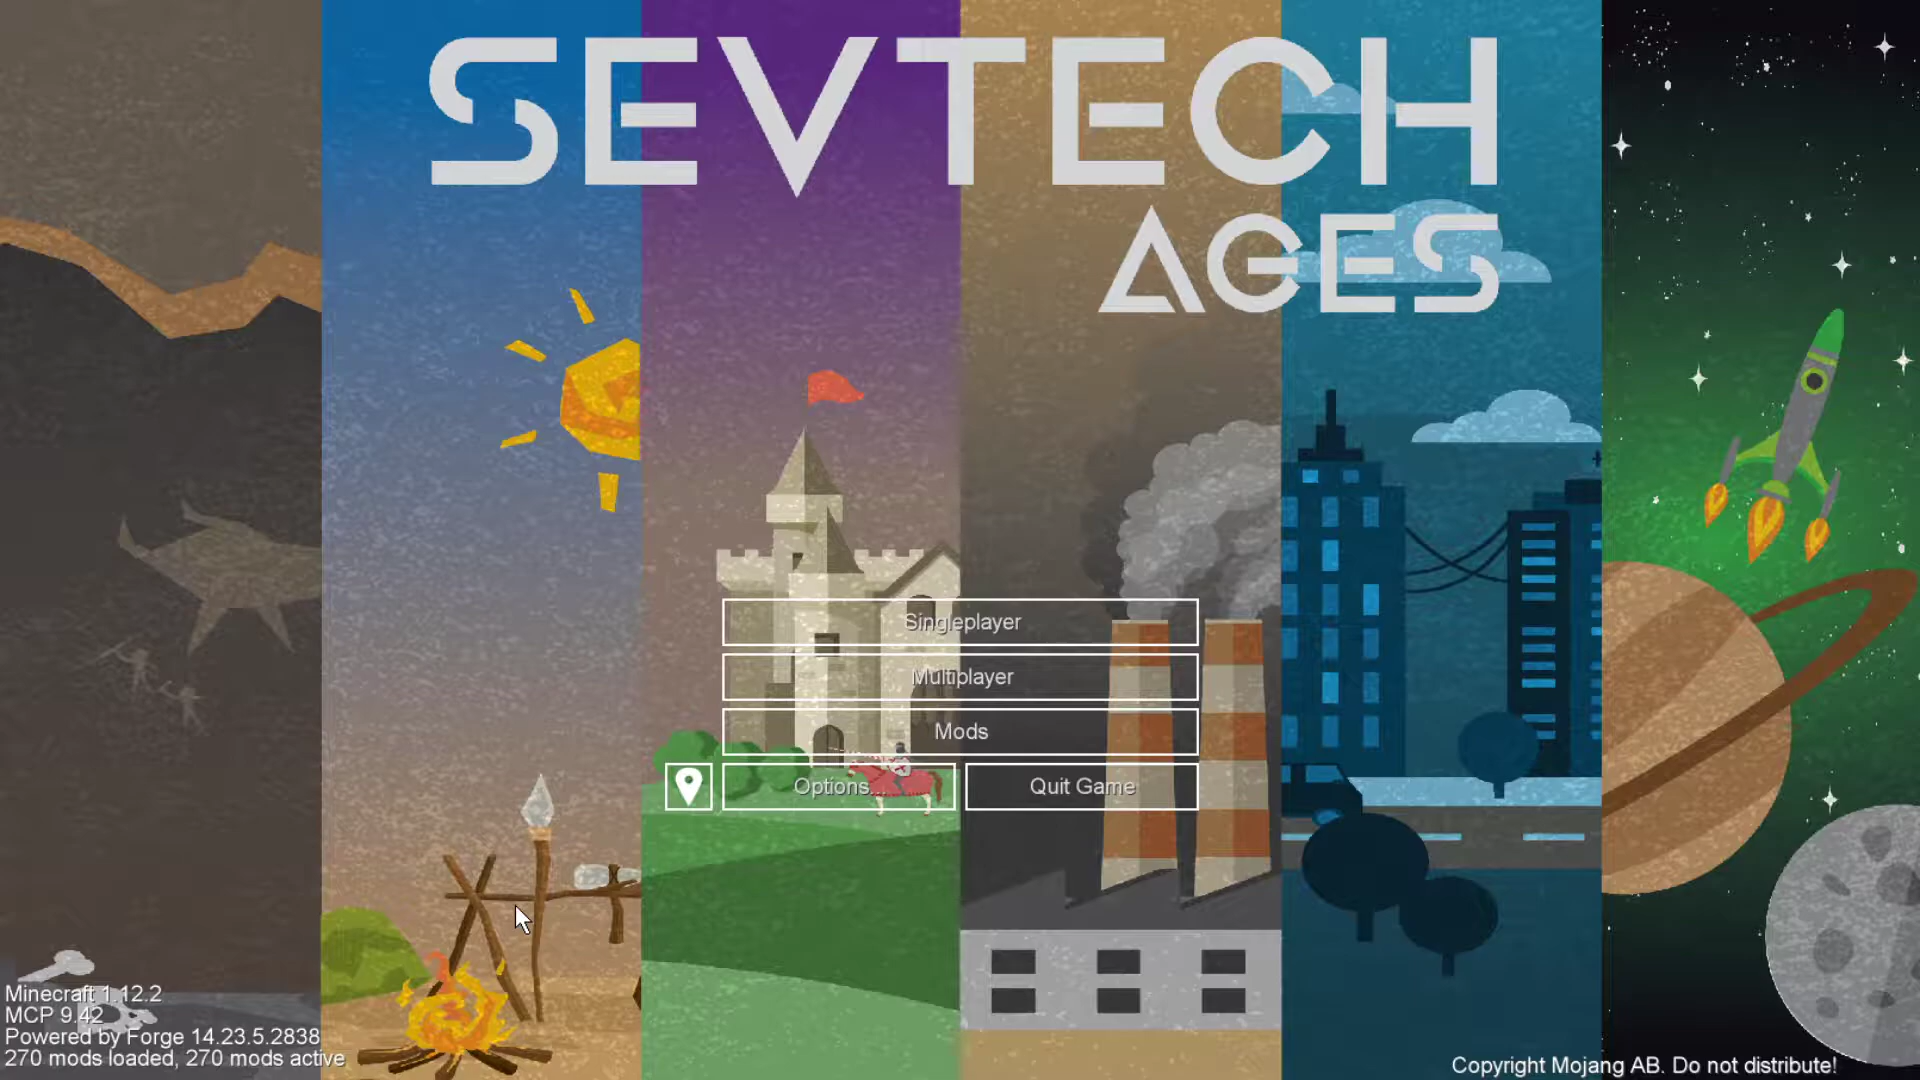 SEVTECH
AGES
Singleplayer
Multiplayer
Mods
Options...
Quit Game
Minecraft 1.12.2
MCP 9.42
Powered by Forge 14.23.5.2838
270 mods loaded, 270 mods active
Copyright Mojang AB. Do not distribute!